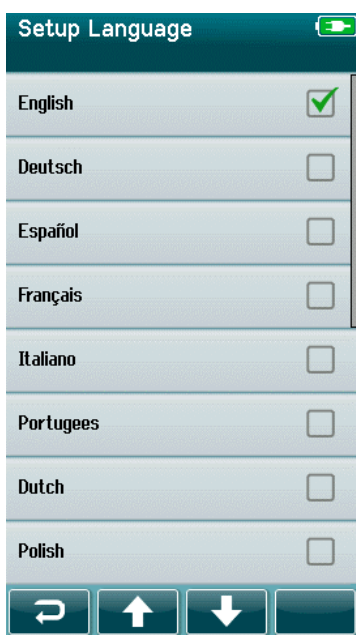 Setup Language
English
Deutsch
Español
Français
Italiano
Portugees
Dutch
Polish